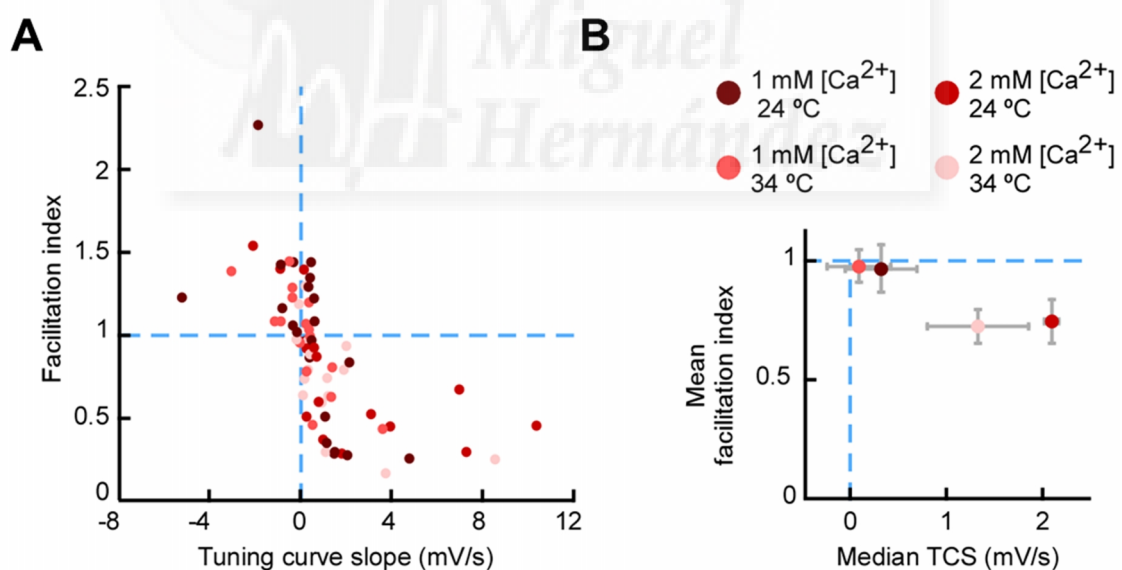 A
B
Miguel
Hernández
1 mM [Ca2+]
24 ºC
2 mM [Ca2+]
24 ºC
1 mM [Ca2+]
34 ºC
2 mM [Ca2+]
34 ºC
Facilitation index
2.5
2
1.5
1
0.5
0
-8 -4 0 4 8 12
Tuning curve slope (mV/s)
Mean
facilitation index
1
0.5
0
0 1 2
Median TCS (mV/s)